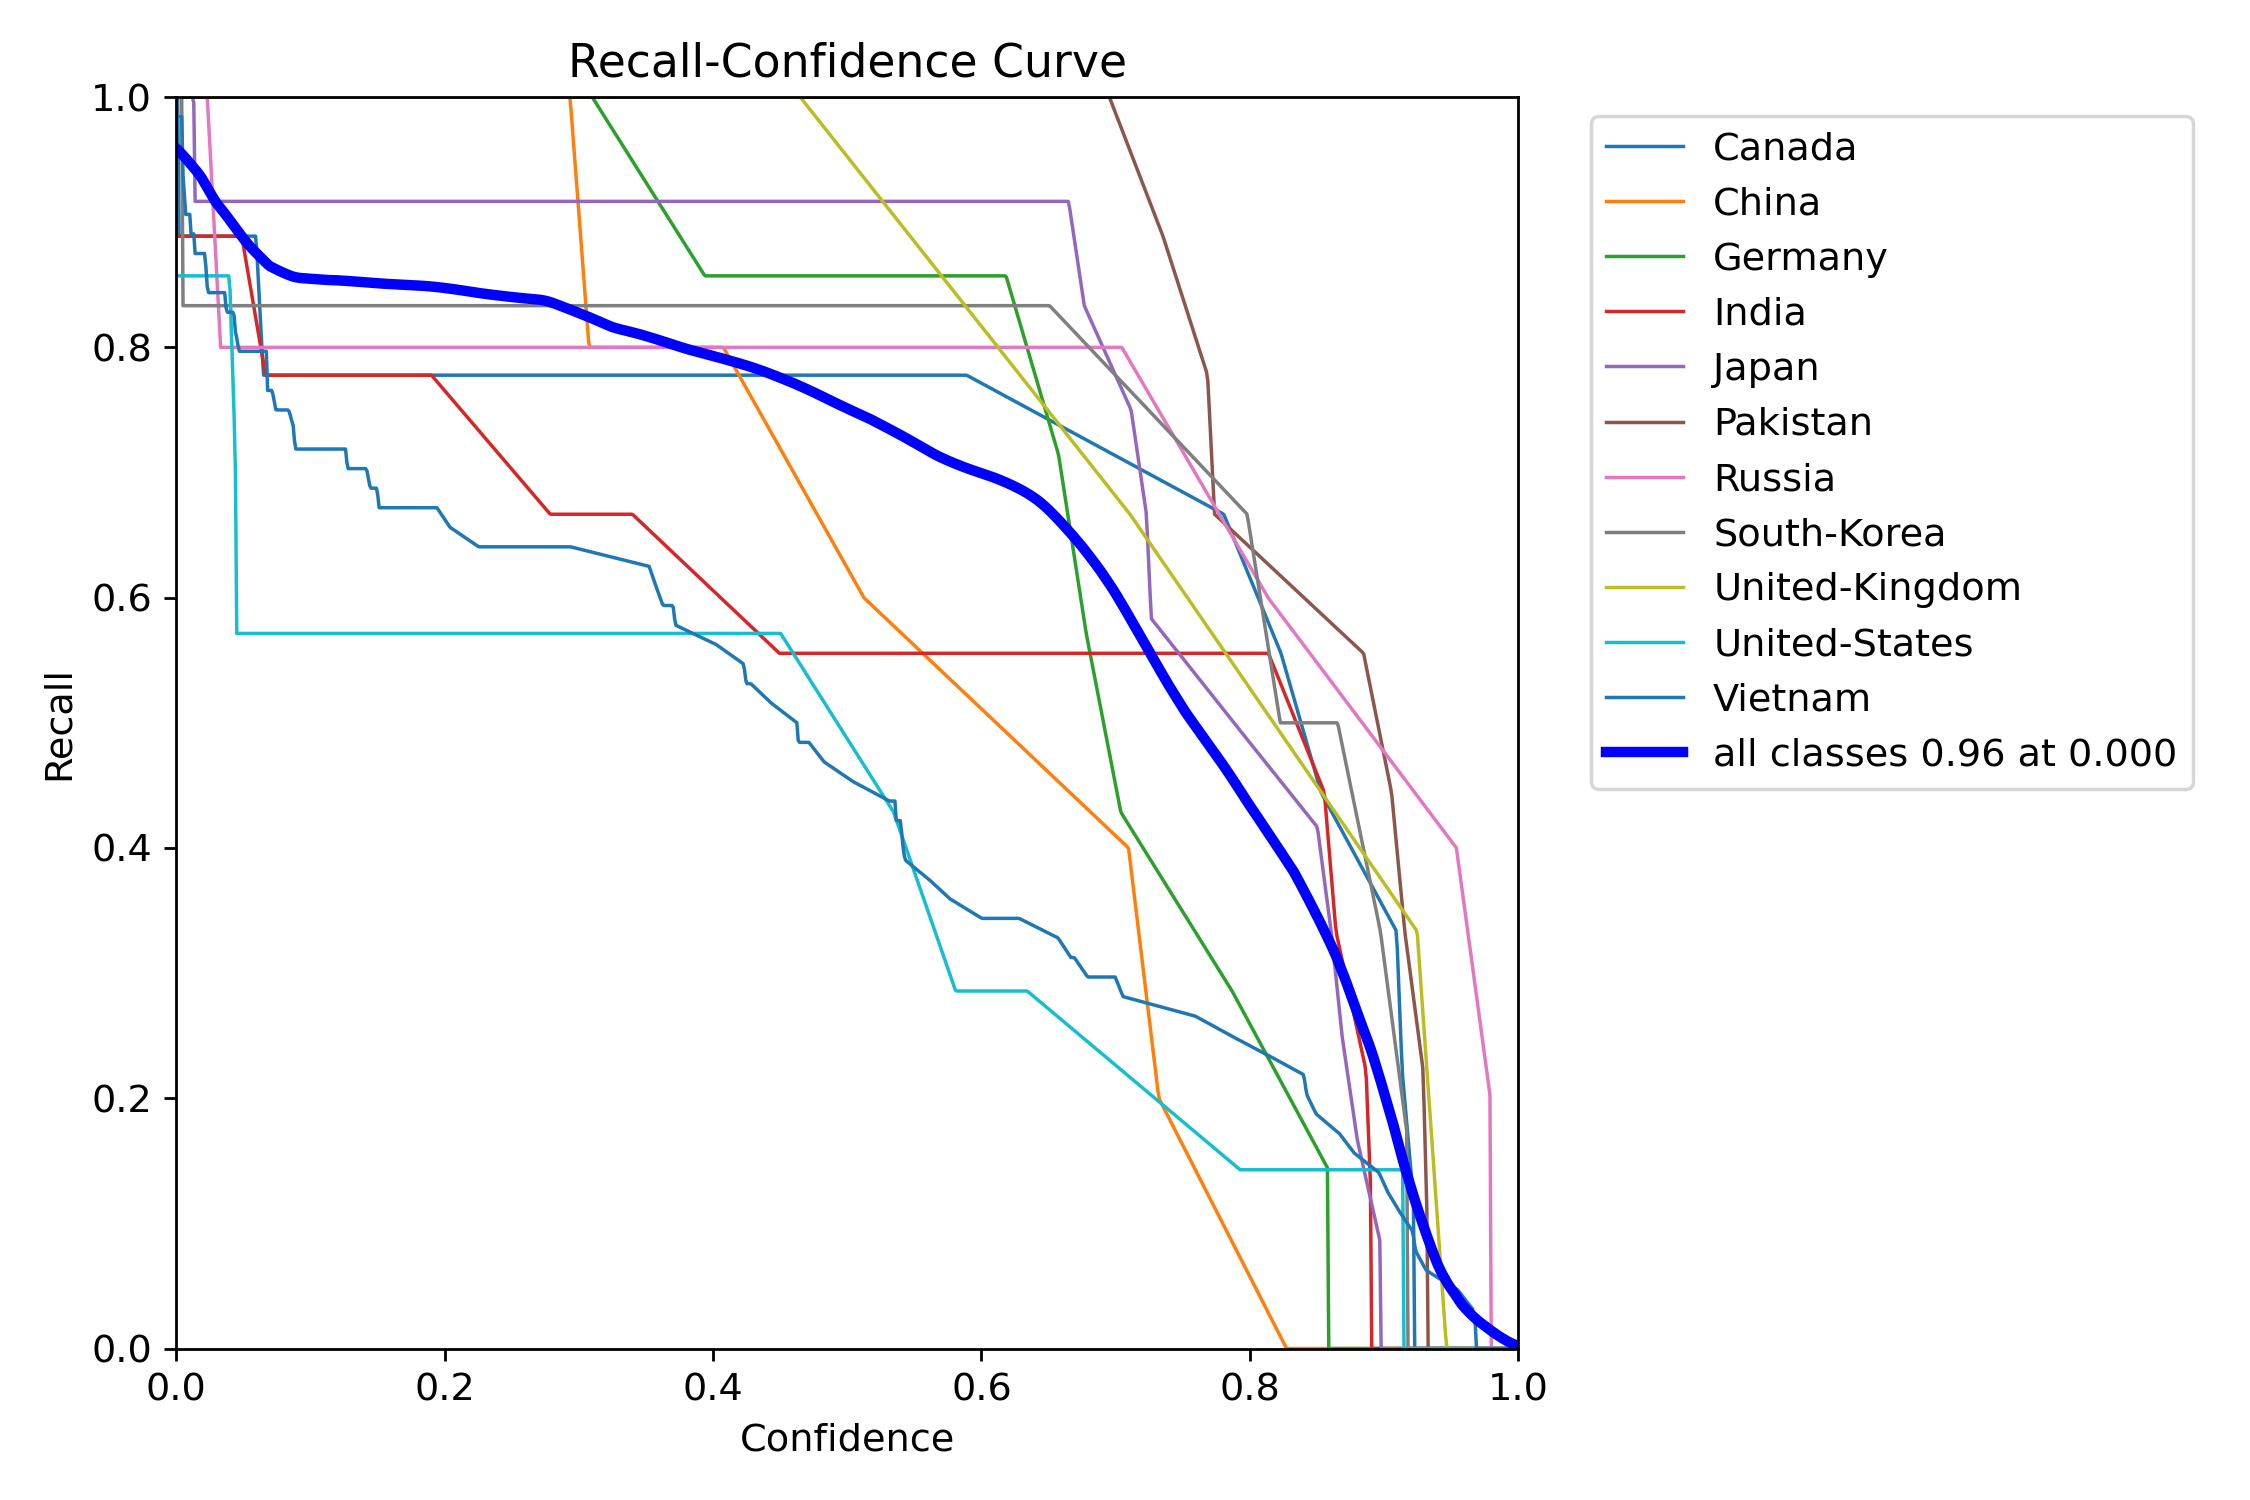 Recall-Confidence Curve
1.0
0.8
0.6
0.4
0.2
0.0
Recall
0.0 0.2 0.4 0.6 0.8 1.0
Confidence
Canada
China
Germany
India
Japan
Pakistan
Russia
South-Korea
United-Kingdom
United-States
Vietnam
all classes 0.96 at 0.000